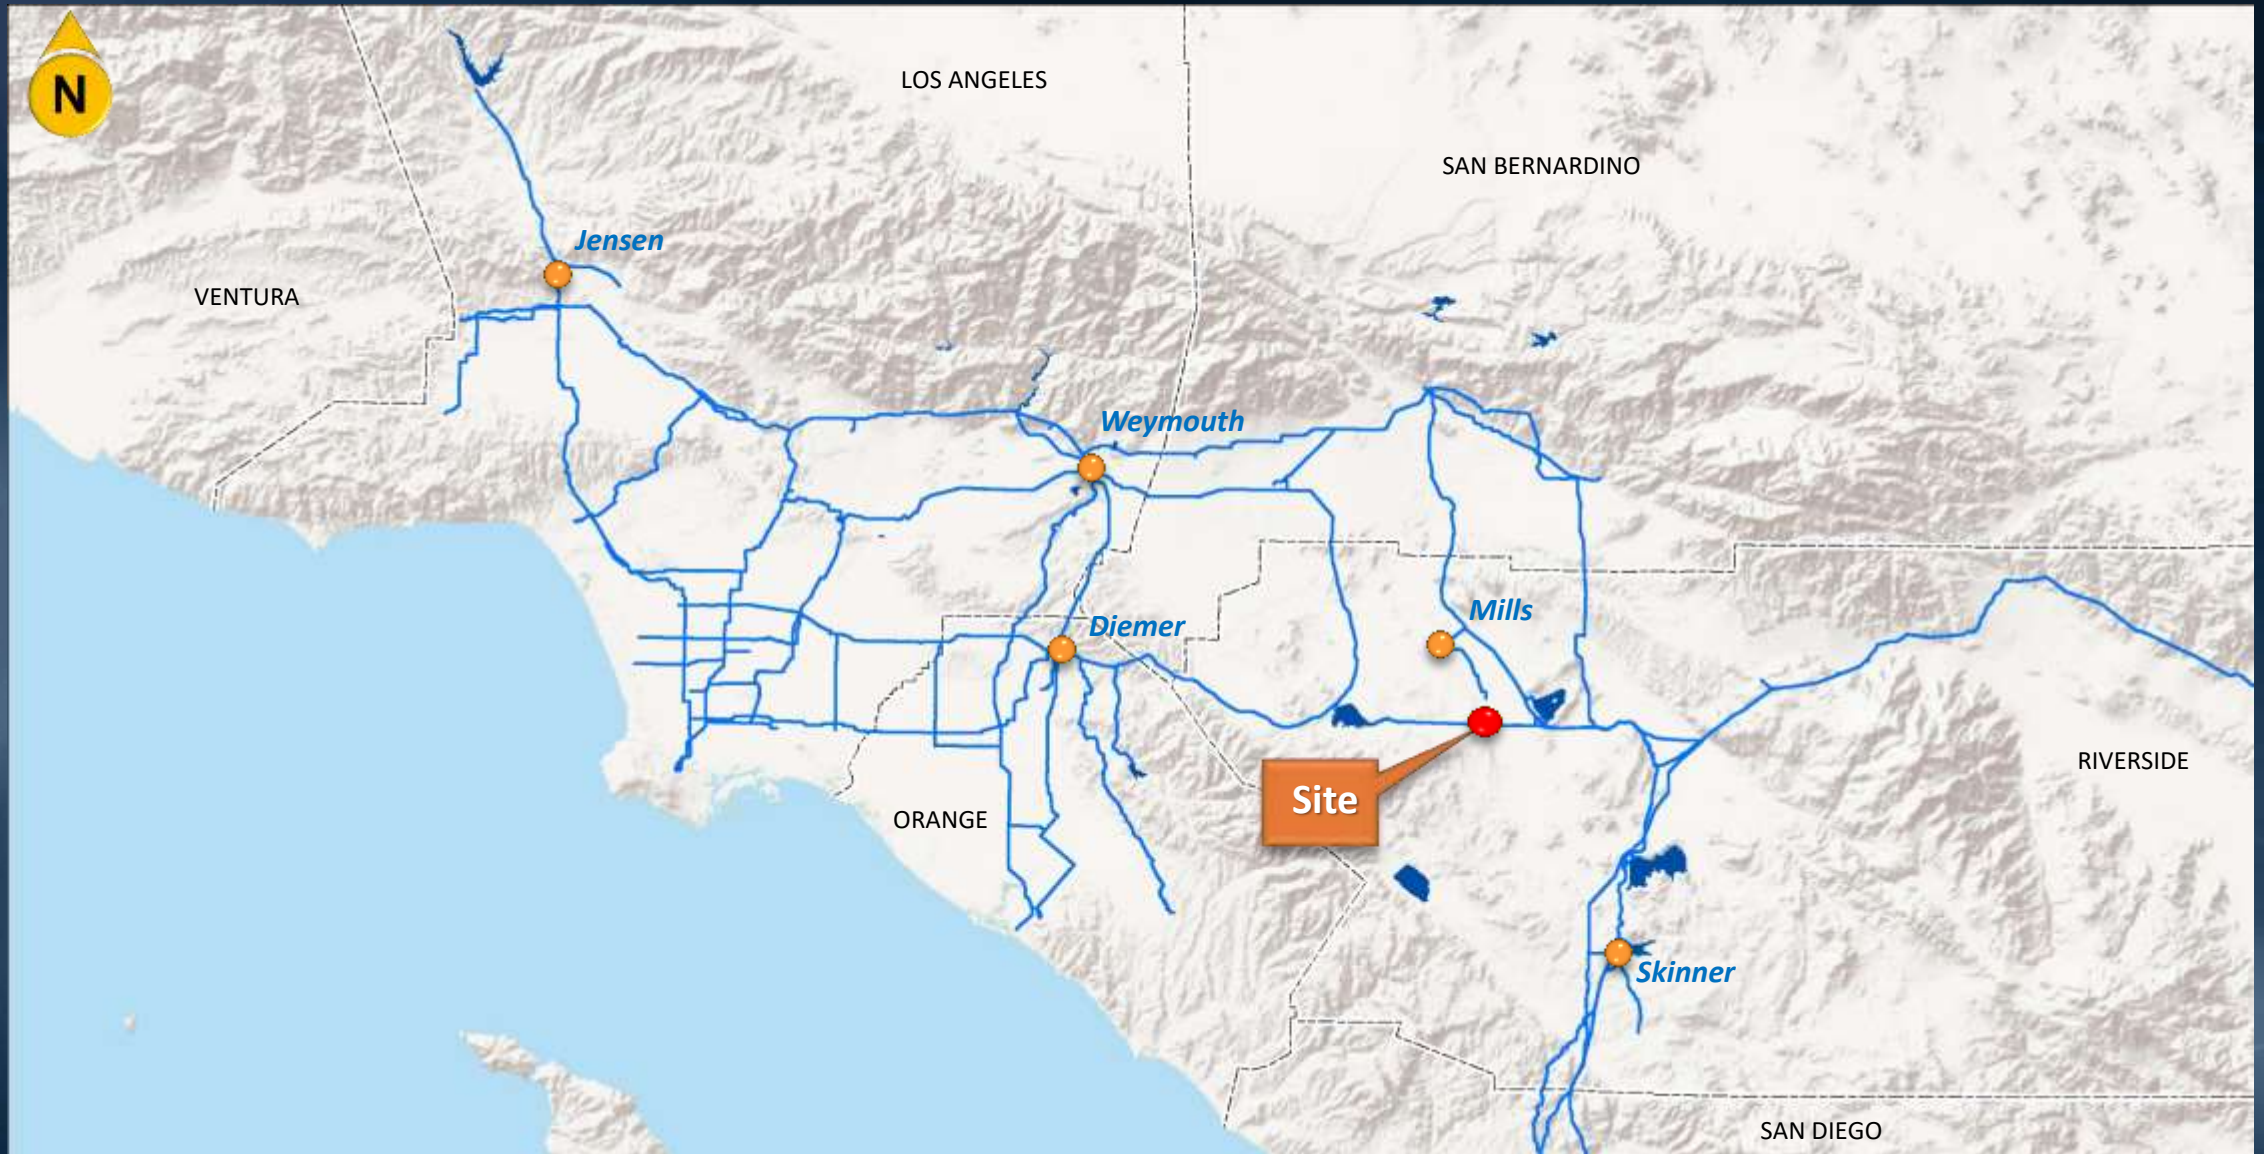 N
LOS ANGELES
SAN BERNARDINO
Jensen
VENTURA
Weymouth
Mills
Diemer
RIVERSIDE
Site
ORANGE
Skinner
SAN DIEGO